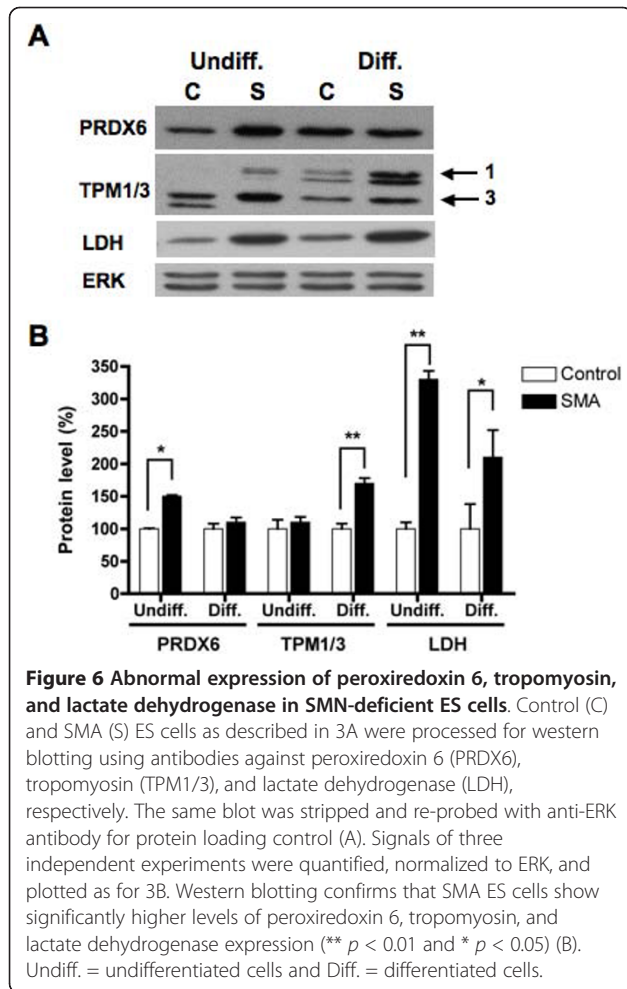 A
Undiff. Diff.
C S C S
PRDX6
TPM1/3
1
3
LDH
ERK
B
Protein level (%)
350
300
250
200
150
100
50
0
* ** ** *
Control
SMA
Undiff. Diff. Undiff. Diff. Undiff. Diff.
PRDX6 TPM1/3 LDH
Figure 6 Abnormal expression of peroxiredoxin 6, tropomyosin,
and lactate dehydrogenase in SMN-deficient ES cells. Control (C)
and SMA (S) ES cells as described in 3A were processed for western
blotting using antibodies against peroxiredoxin 6 (PRDX6),
tropomyosin (TPM1/3), and lactate dehydrogenase (LDH),
respectively. The same blot was stripped and re-probed with anti-ERK
antibody for protein loading control (A). Signals of three
independent experiments were quantified, normalized to ERK, and
plotted as for 3B. Western blotting confirms that SMA ES cells show
significantly higher levels of peroxiredoxin 6, tropomyosin, and
lactate dehydrogenase expression (** p < 0.01 and * p < 0.05) (B).
Undiff. = undifferentiated cells and Diff. = differentiated cells.